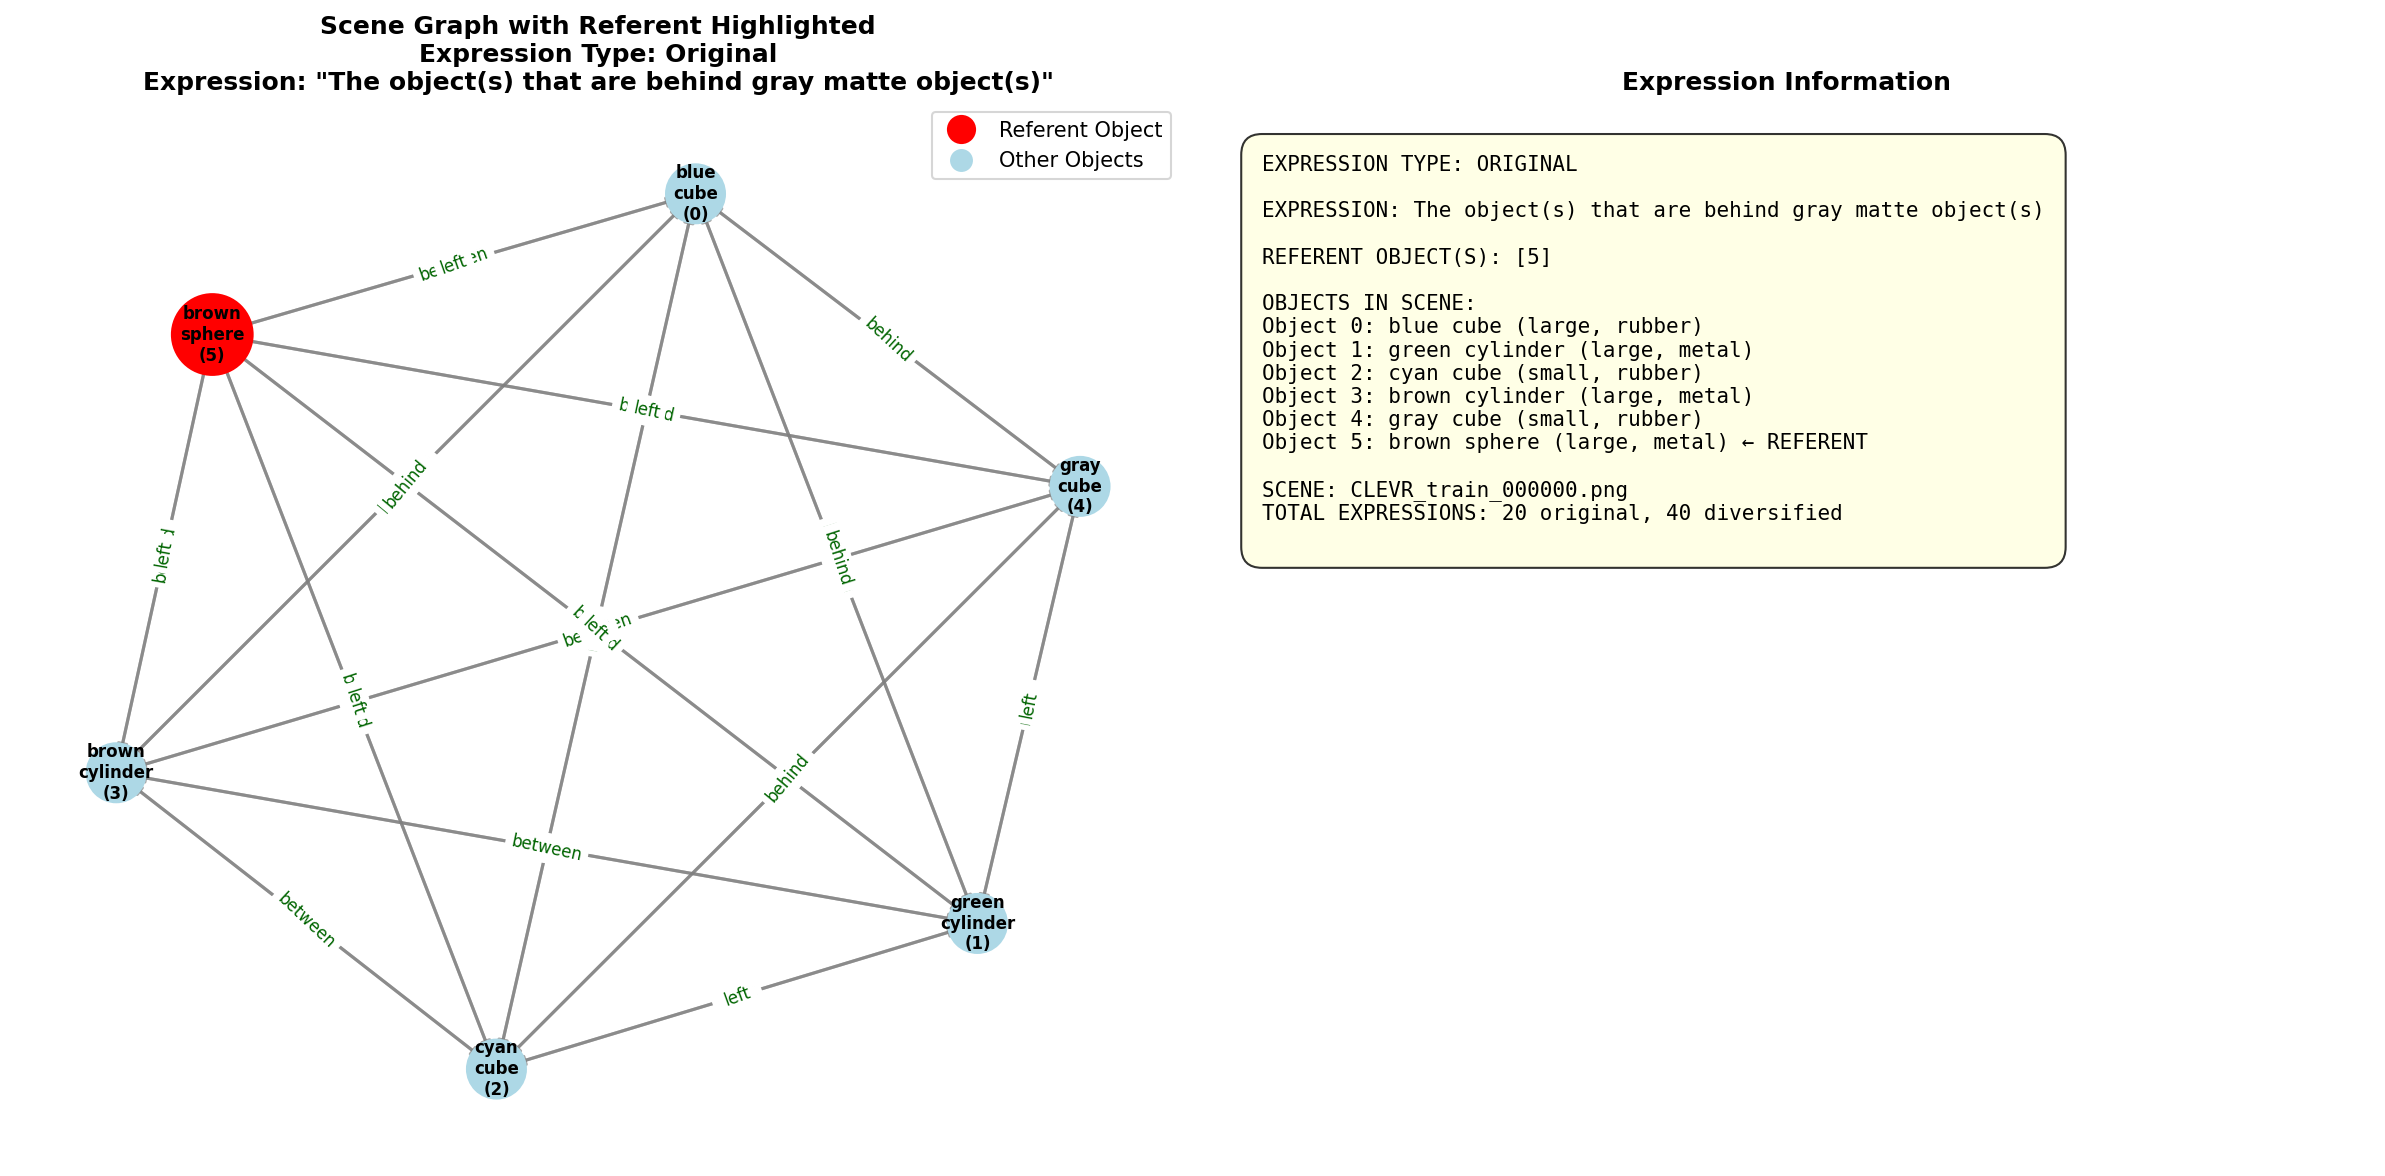 Scene Graph with Referent Highlighted
Expression Type: Original
Expression: "The object(s) that are behind gray matte object(s)"
Referent Object
Other Objects
blue
cube
(0)
left
brown
sphere
(5)
behind
left
gray
cube
(4)
behind
left
behind
left
left
left
left
behind
brown
cylinder
(3)
between
between
green
cylinder
(1)
left
cyan
cube
(2)
Expression Information
EXPRESSION TYPE: ORIGINAL
EXPRESSION: The object(s) that are behind gray matte object(s)
REFERENT OBJECT(S): [5]
OBJECTS IN SCENE:
Object 0: blue cube (large, rubber)
Object 1: green cylinder (large, metal)
Object 2: cyan cube (small, rubber)
Object 3: brown cylinder (large, metal)
Object 4: gray cube (small, rubber)
Object 5: brown sphere (large, metal) ← REFERENT
SCENE: CLEVR_train_000000.png
TOTAL EXPRESSIONS: 20 original, 40 diversified